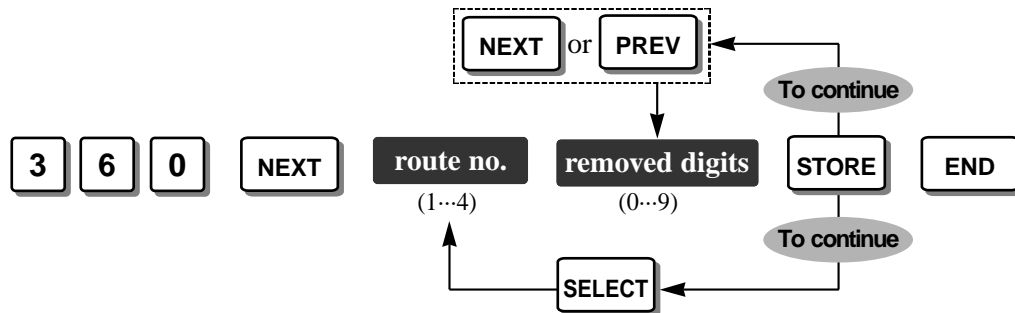 NEXT or PREV
To continue
3 6 0 NEXT route no. removed digits STORE END
(1···4) (0···9)
To continue
SELECT